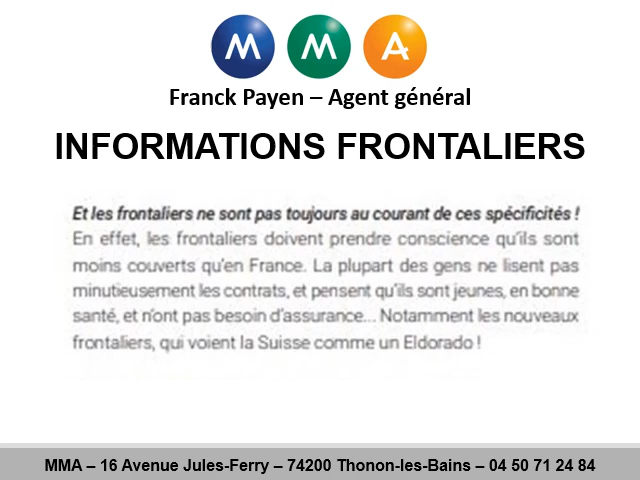 M M A
Franck Payen – Agent général
INFORMATIONS FRONTALIERS
Et les frontaliers ne sont pas toujours au courant de ces spécificités !
En effet, les frontaliers doivent prendre conscience qu'ils sont
moins couverts qu'en France. La plupart des gens ne lisent pas
minutieusement les contrats, et pensent qu'ils sont jeunes, en bonne
santé, et n'ont pas besoin d'assurance... Notamment les nouveaux
frontaliers, qui voient la Suisse comme un Eldorado !
MMA – 16 Avenue Jules-Ferry – 74200 Thonon-les-Bains – 04 50 71 24 84